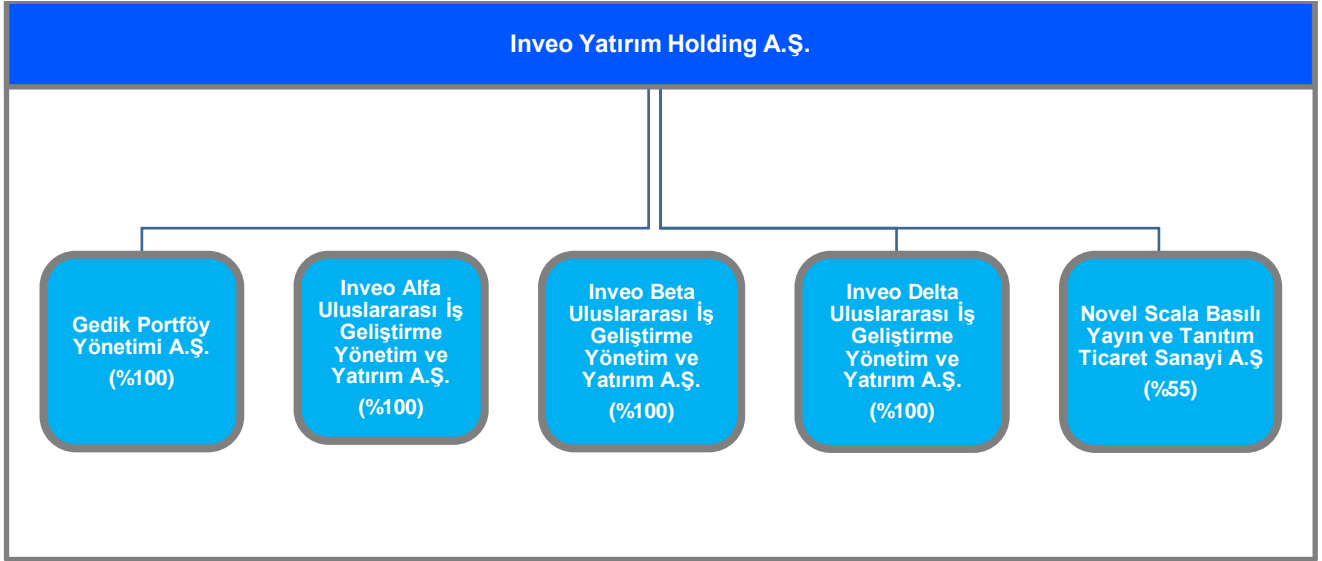 Inveo Yatırım Holding A.Ş.
Gedik Portföy
Yönetimi A.Ş.
(%100)
Inveo Alfa
Uluslararası İş
Geliştirme
Yönetim ve
Yatırım A.Ş.
(%100)
Inveo Beta
Uluslararası İş
Geliştirme
Yönetim ve
Yatırım A.Ş.
(%100)
Inveo Delta
Uluslararası İş
Geliştirme
Yönetim ve
Yatırım A.Ş.
(%100)
Novel Scala Basılı
Yayın ve Tanıtım
Ticaret Sanayi A.Ş
(%55)